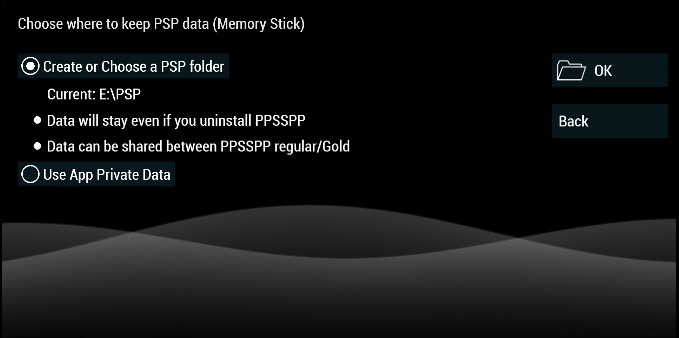 Choose where to keep PSP data (Memory Stick)
Create or Choose a PSP folder
OK
Current: E:\PSP
Data will stay even if you uninstall PPSSPP
Back
Data can be shared between PPSSPP regular/Gold
Use App Private Data